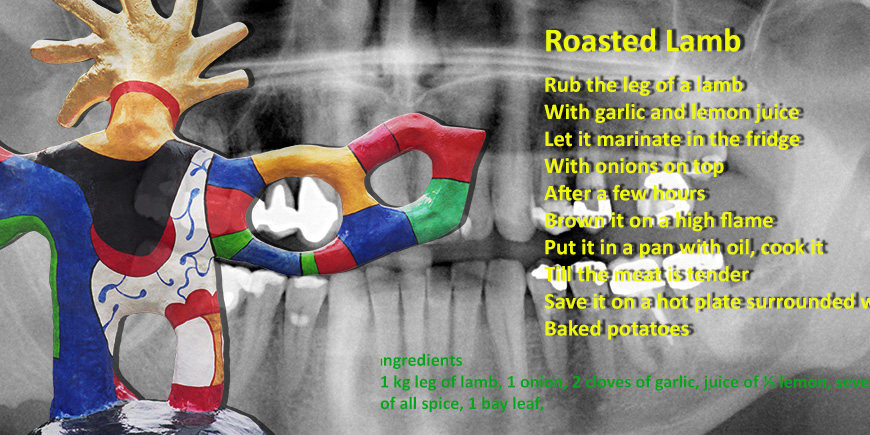 Roasted Lamb
Rub the leg of a lamb
With garlic and lemon juice
Let it marinate in the fridge
With onions on top
After a few hours
Brown it on a high flame
Put it in a pan with oil, cook it
Till the meat is tender
Save it on a hot plate surrounded
Baked potatoes
ngredients
1 kg leg of lamb, 1 onion, 2 cloves of garlic, juice of ½ lemon,
of all spice, 1 bay leaf,